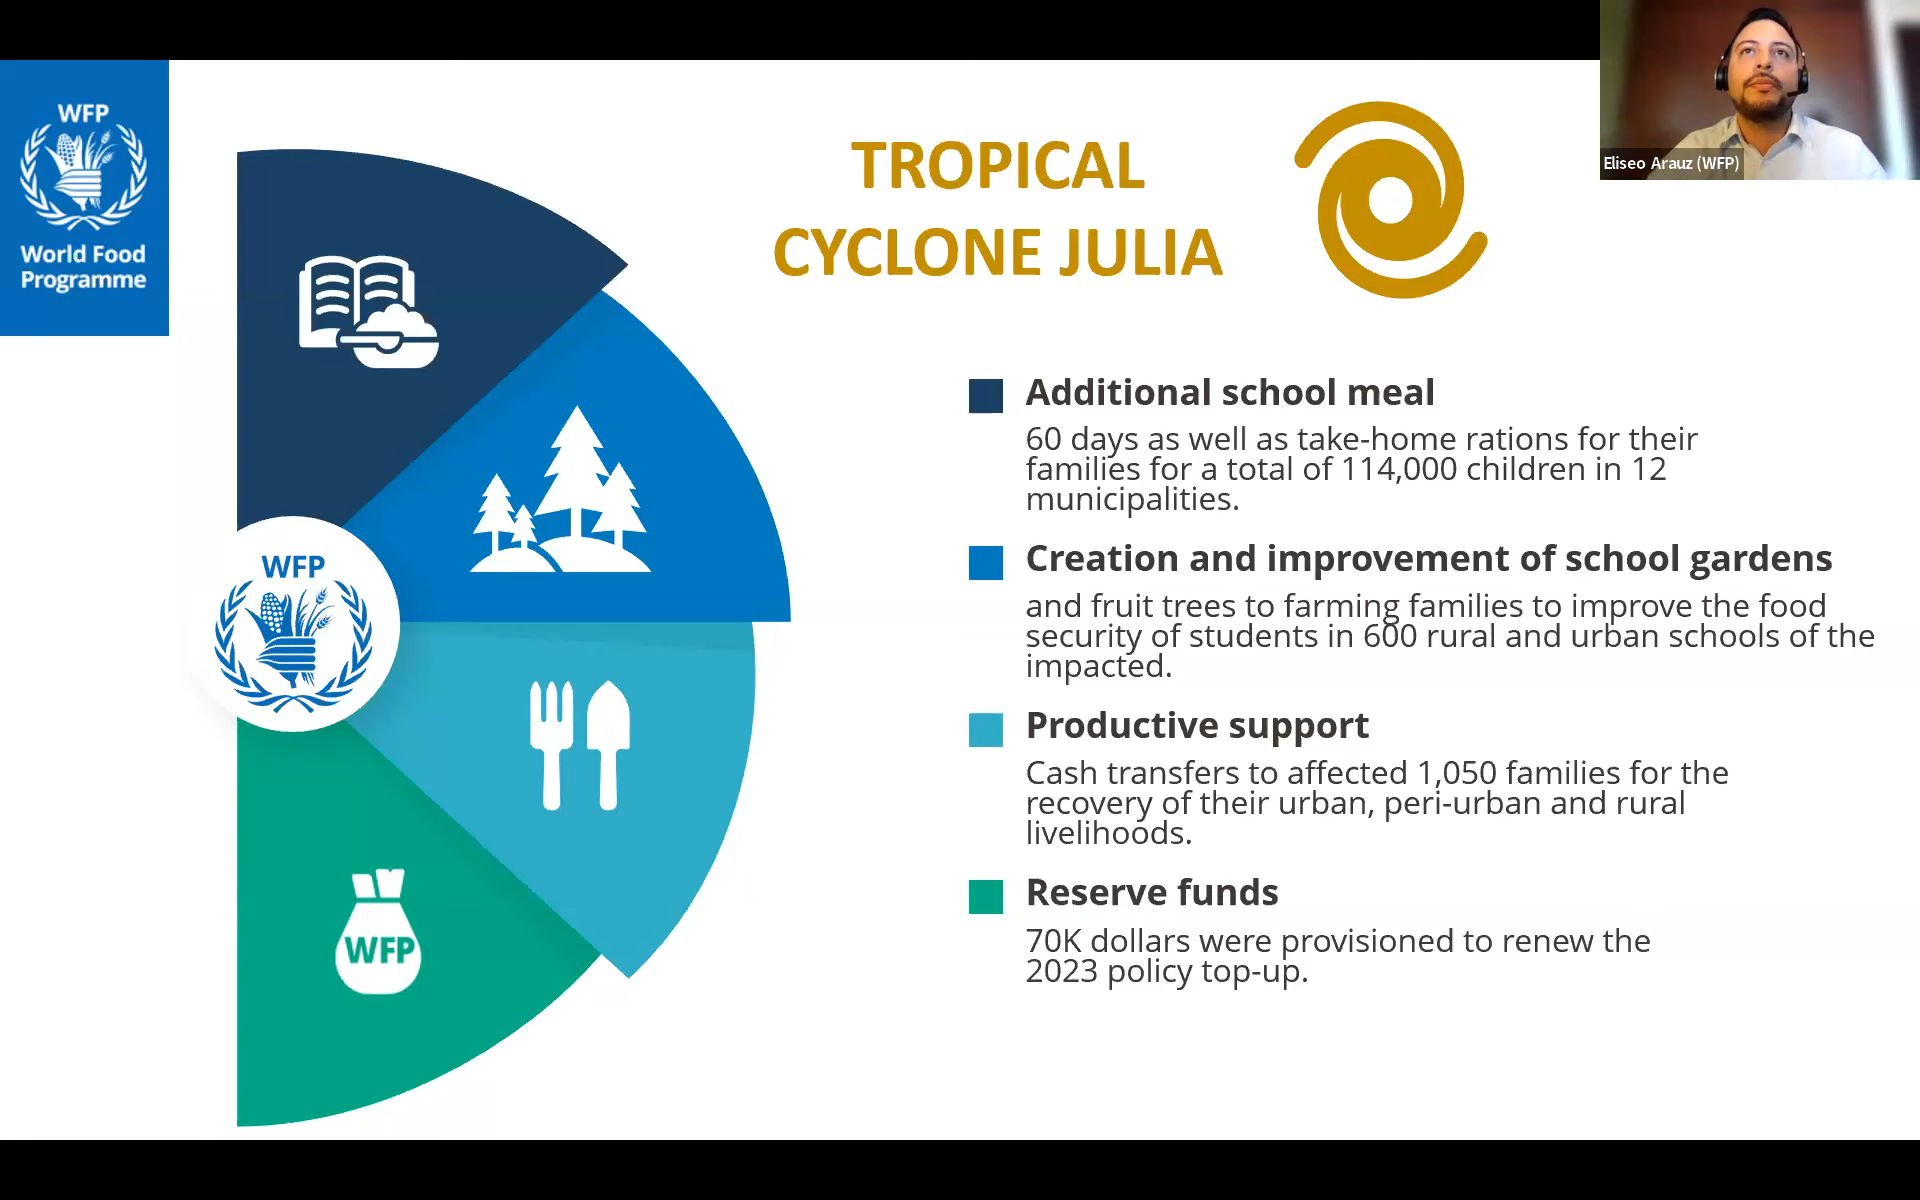 WFP
World Food
Programme
TROPICAL
CYCLONE JULIA
Eliseo Arauz (WFP)
Additional school meal
60 days as well as take-home rations for their
families for a total of 114,000 children in 12
municipalities.
Creation and improvement of school gardens
and fruit trees to farming families to improve the food
security of students in 600 rural and urban schools of the
impacted.
Productive support
Cash transfers to affected 1,050 families for the
recovery of their urban, peri-urban and rural
livelihoods.
Reserve funds
70K dollars were provisioned to renew the
2023 policy top-up.
WFP
WFP